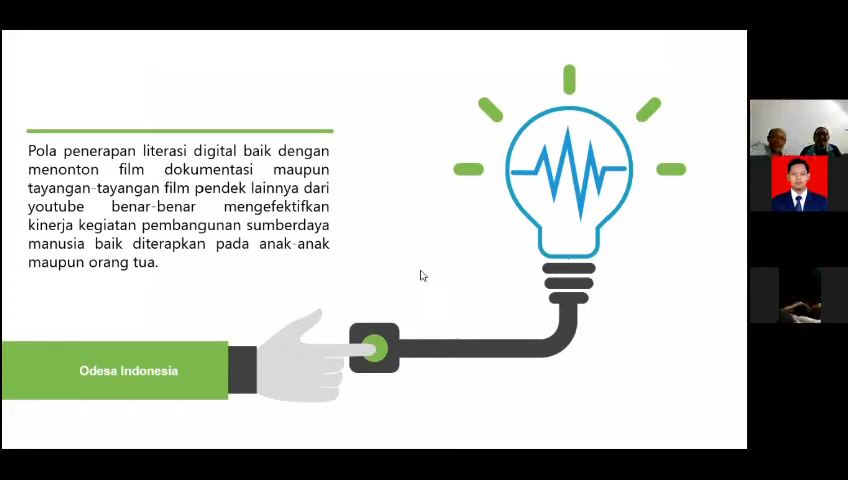 Pola penerapan literasi digital baik dengan
menonton film dokumentasi maupun
tayangan-tayangan film pendek lainnya dari
youtube benar-benar mengefektifkan
kinerja kegiatan pembangunan sumberdaya
manusia baik diterapkan pada anak-anak
maupun orang tua.
Odesa Indonesia